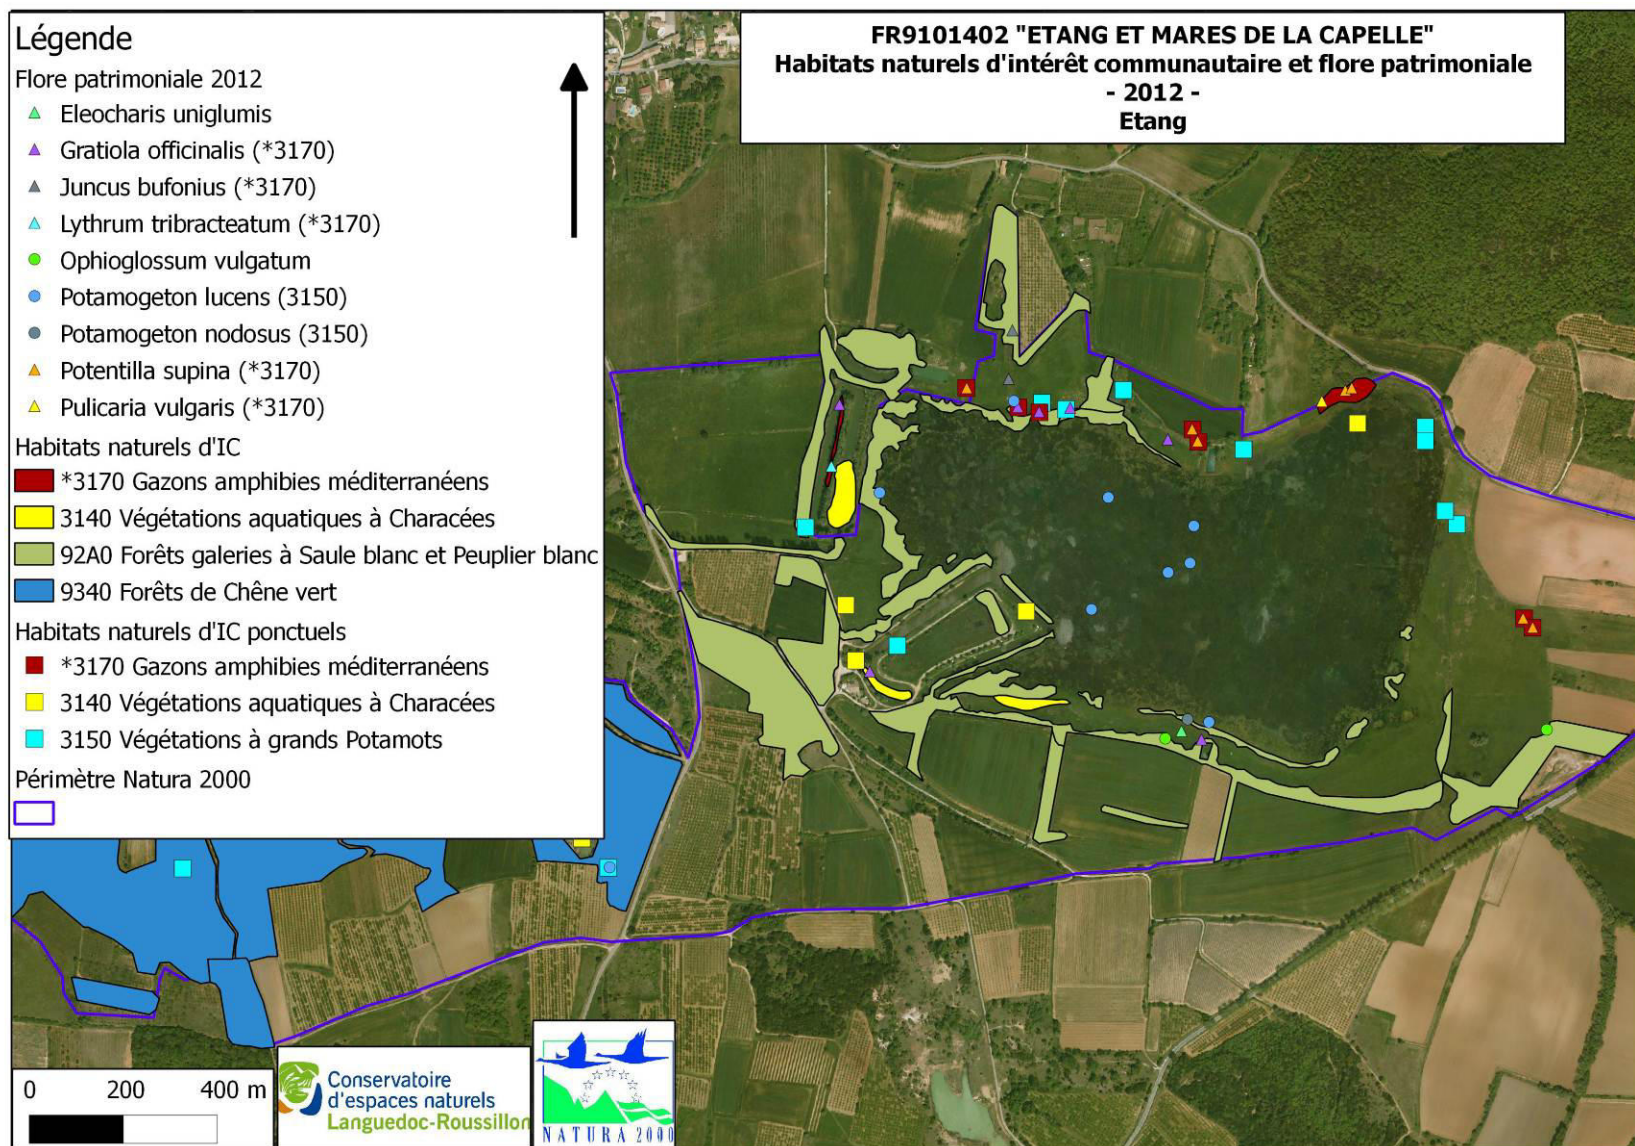 FR9101402 "ETANG ET MARES DE LA CAPELLE"
Habitats naturels d'intérêt communautaire et flore patrimoniale
- 2012 -
Etang
Légende
Flore patrimoniale 2012
Eleocharis uniglumis
Gratiola officinalis (*3170)
Juncus bufonius (*3170)
Lythrum tribracteatum (*3170)
Ophioglossum vulgatum
Potamogeton lucens (3150)
Potamogeton nodosus (3150)
Potentilla supina (*3170)
Pulicaria vulgaris (*3170)
Habitats naturels d'IC
*3170 Gazons amphibies méditerranéens
3140 Végétations aquatiques à Characées
92A0 Forêts galeries à Saule blanc et Peuplier blanc
9340 Forêts de Chêne vert
Habitats naturels d'IC ponctuels
*3170 Gazons amphibies méditerranéens
3140 Végétations aquatiques à Characées
3150 Végétations à grands Potamots
Périmètre Natura 2000
0 200 400 m
Conservatoire
d'espaces naturels
Languedoc-Roussillon
NATURA 2000